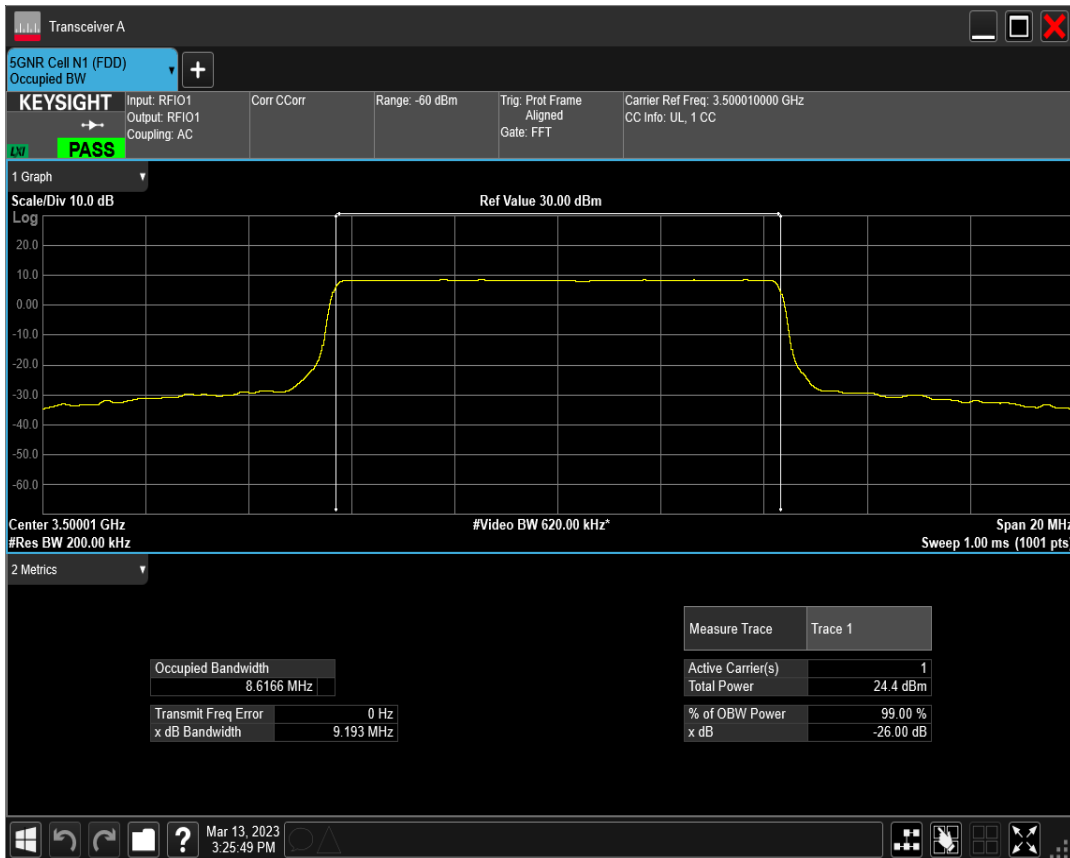 Transceiver A
5GNR Cell N1 (FDD)
Occupied BW
KEYSIGHT
LXI
PASS
Input: RFIO1
Output: RFIO1
Coupling: AC
Corr CCorr
Range: -60 dBm
Trig: Prot Frame
Aligned
Gate: FFT
Carrier Ref Freq: 3.500010000 GHz
CC Info: UL, 1 CC
1 Graph
Scale/Div 10.0 dB
Ref Value 30.00 dBm
Log
20.0
10.0
0.00
-10.0
-20.0
-30.0
-40.0
-50.0
-60.0
Center 3.50001 GHz
#Video BW 620.00 kHz*
Span 20 MHz
#Res BW 200.00 kHz
Sweep 1.00 ms (1001 pts)
2 Metrics
Measure Trace Trace 1
Occupied Bandwidth
8.6166 MHz
Active Carrier(s) 1
Total Power 24.4 dBm
Transmit Freq Error 0 Hz
x dB Bandwidth 9.193 MHz
% of OBW Power 99.00 %
x dB -26.00 dB
?
Mar 13, 2023
3:25:49 PM